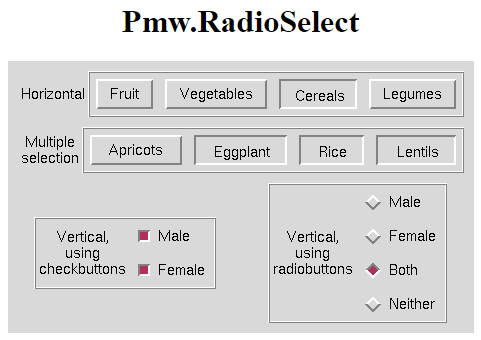 Pmw.RadioSelect
Horizontal Fruit Vegetables Cereals Legumes
Multiple
selection Apricots Eggplant Rice Lentils
Vertical,
using
checkbuttons
Male
Female
Vertical,
using
radiobuttons
Male
Female
Both
Neither